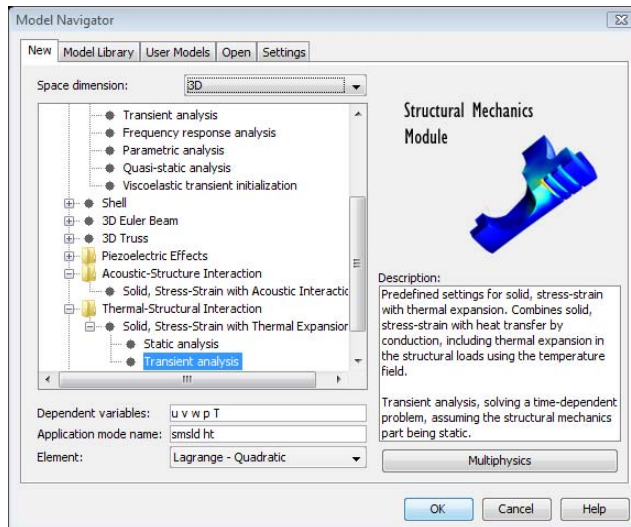 Model Navigator
New
Model Library
User Models
Open
Settings
Space dimension:
3D
Transient analysis
Frequency response analysis
Parametric analysis
Quasi-static analysis
Viscoelastic transient initialization
Shell
3D Euler Beam
3D Truss
Piezoelectric Effects
Acoustic-Structure Interaction
Solid, Stress-Strain with Acoustic Interactic
Thermal-Structural Interaction
Solid, Stress-Strain with Thermal Expansior
Static analysis
Transient analysis
Dependent variables:
u v w p T
Application mode name:
smsld ht
Element:
Lagrange - Quadratic
Structural Mechanics
Module
Description:
Predefined settings for solid, stress-strain
with thermal expansion. Combines solid,
stress-strain with heat transfer by
conduction, including thermal expansion in
the structural loads using the temperature
field.
Transient analysis, solving a time-dependent
problem, assuming the structural mechanics
part being static.
Multiphysics
OK
Cancel
Help